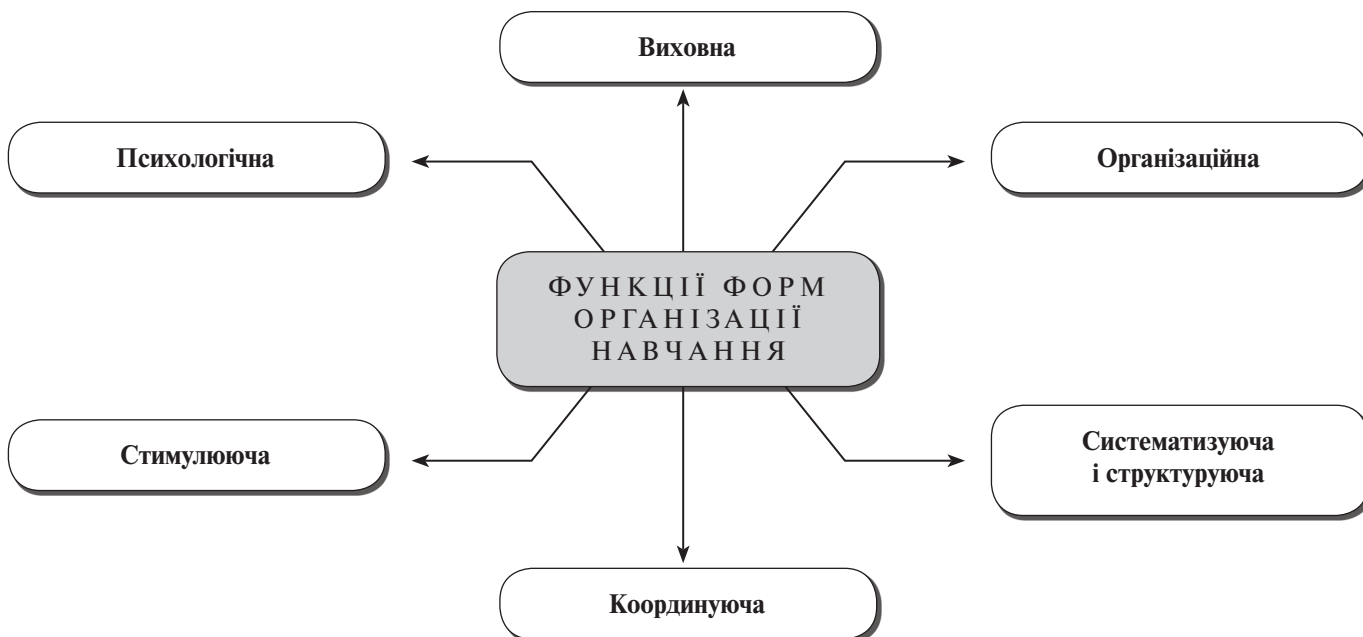 Виховна
Психологічна
Організаційна
ФУНКЦІЇ ФОРМ
ОРГАНІЗАЦІЇ
НАВЧАННЯ
Стимулююча
Систематизуюча
і структуруюча
Координуюча